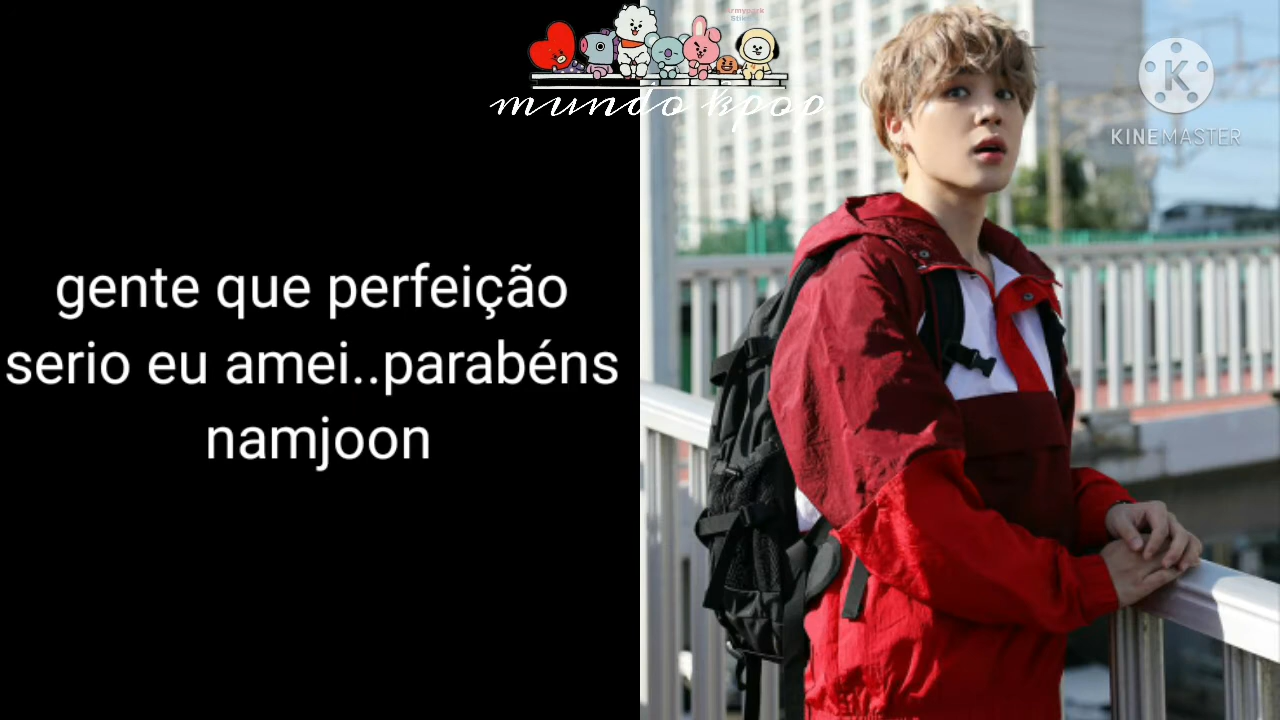 mundo kpop
K
KINEMASTER
gente que perfeição
serio eu amei..parabéns
namjoon